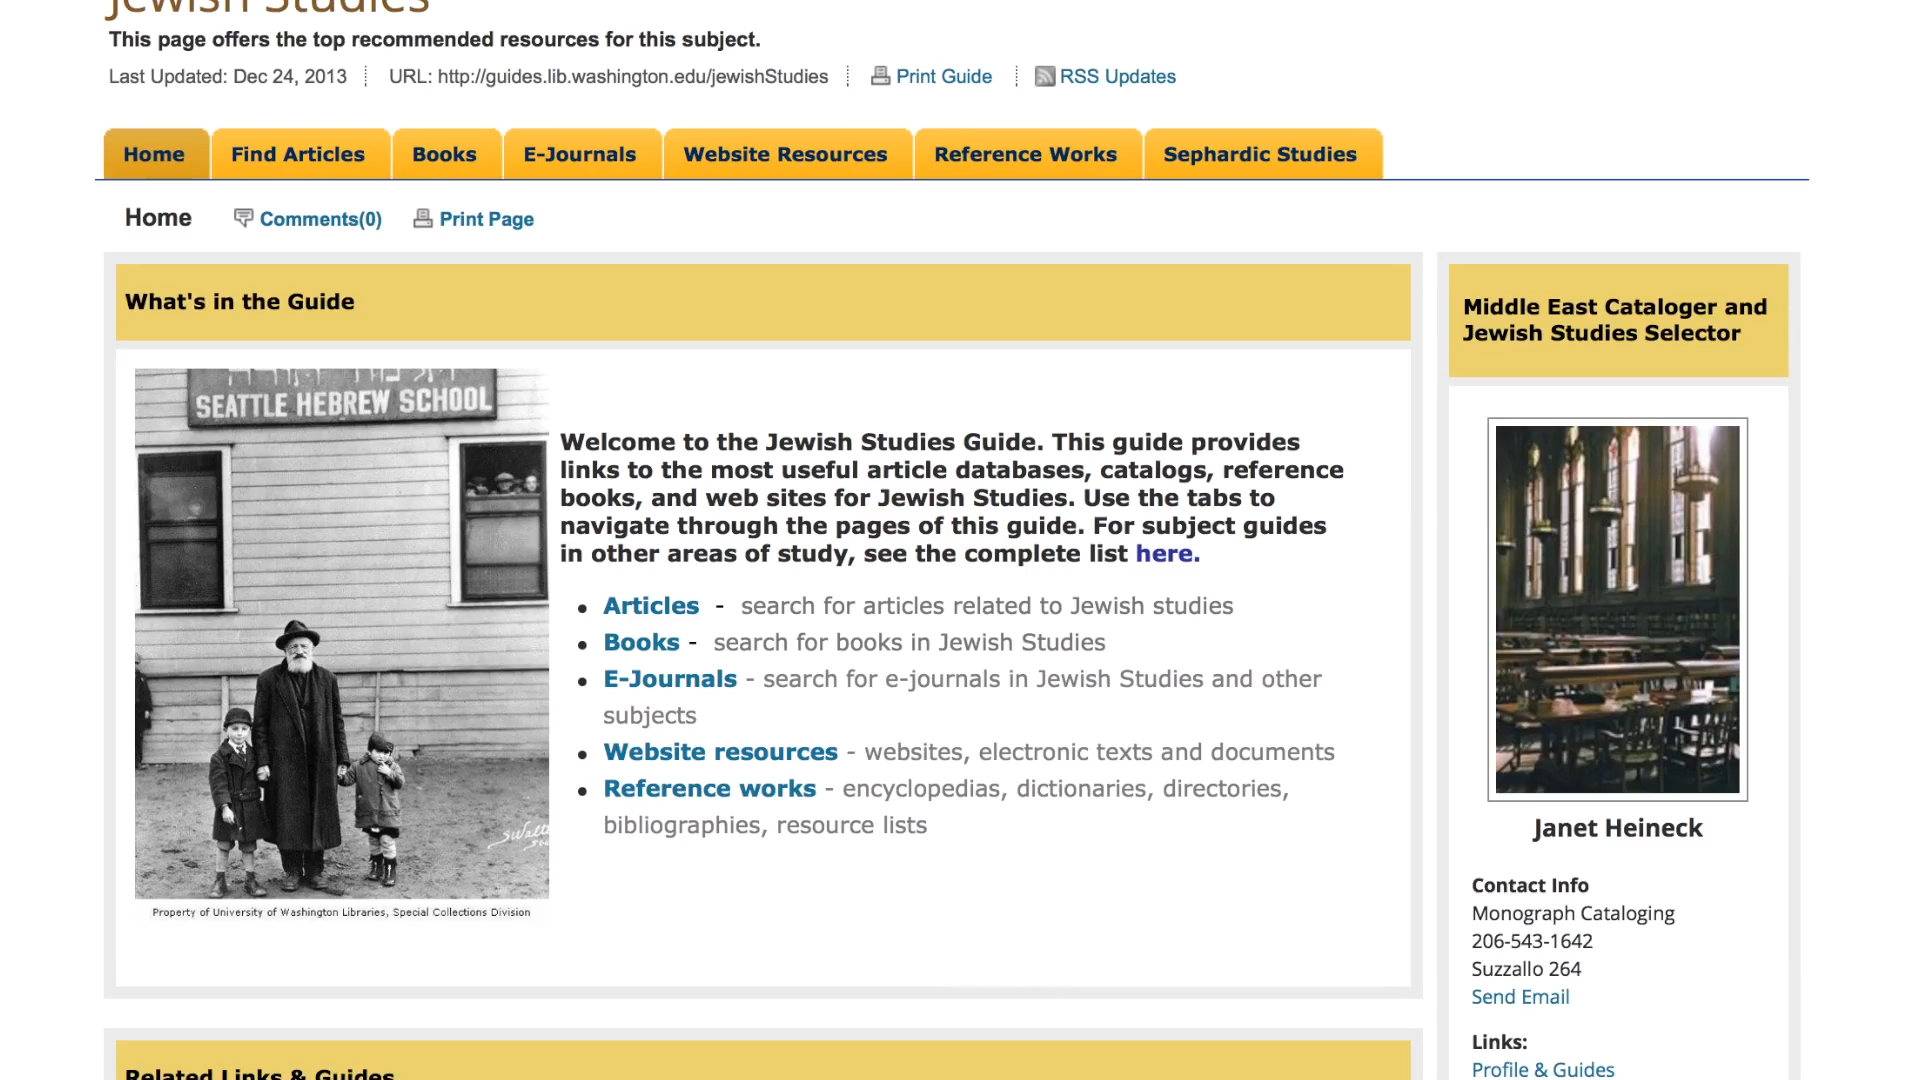 Jewish Studies
This page offers the top recommended resources for this subject.
Last Updated: Dec 24, 2013 URL: http://guides.lib.washington.edu/jewishStudies Print Guide RSS Updates
Home Find Articles Books E-Journals Website Resources Reference Works Sephardic Studies
Home Comments(0) Print Page
What's in the Guide
SEATTLE HEBREW SCHOOL
Property of University of Washington Libraries, Special Collections Division
Welcome to the Jewish Studies Guide. This guide provides
links to the most useful article databases, catalogs, reference
books, and web sites for Jewish Studies. Use the tabs to
navigate through the pages of this guide. For subject guides
in other areas of study, see the complete list here.
• Articles - search for articles related to Jewish studies
• Books - search for books in Jewish Studies
• E-Journals - search for e-journals in Jewish Studies and other
subjects
• Website resources - websites, electronic texts and documents
• Reference works - encyclopedias, dictionaries, directories,
bibliographies, resource lists
Related Links & Guides
Middle East Cataloger and
Jewish Studies Selector
Janet Heineck
Contact Info
Monograph Cataloging
206-543-1642
Suzzallo 264
Send Email
Links:
Profile & Guides